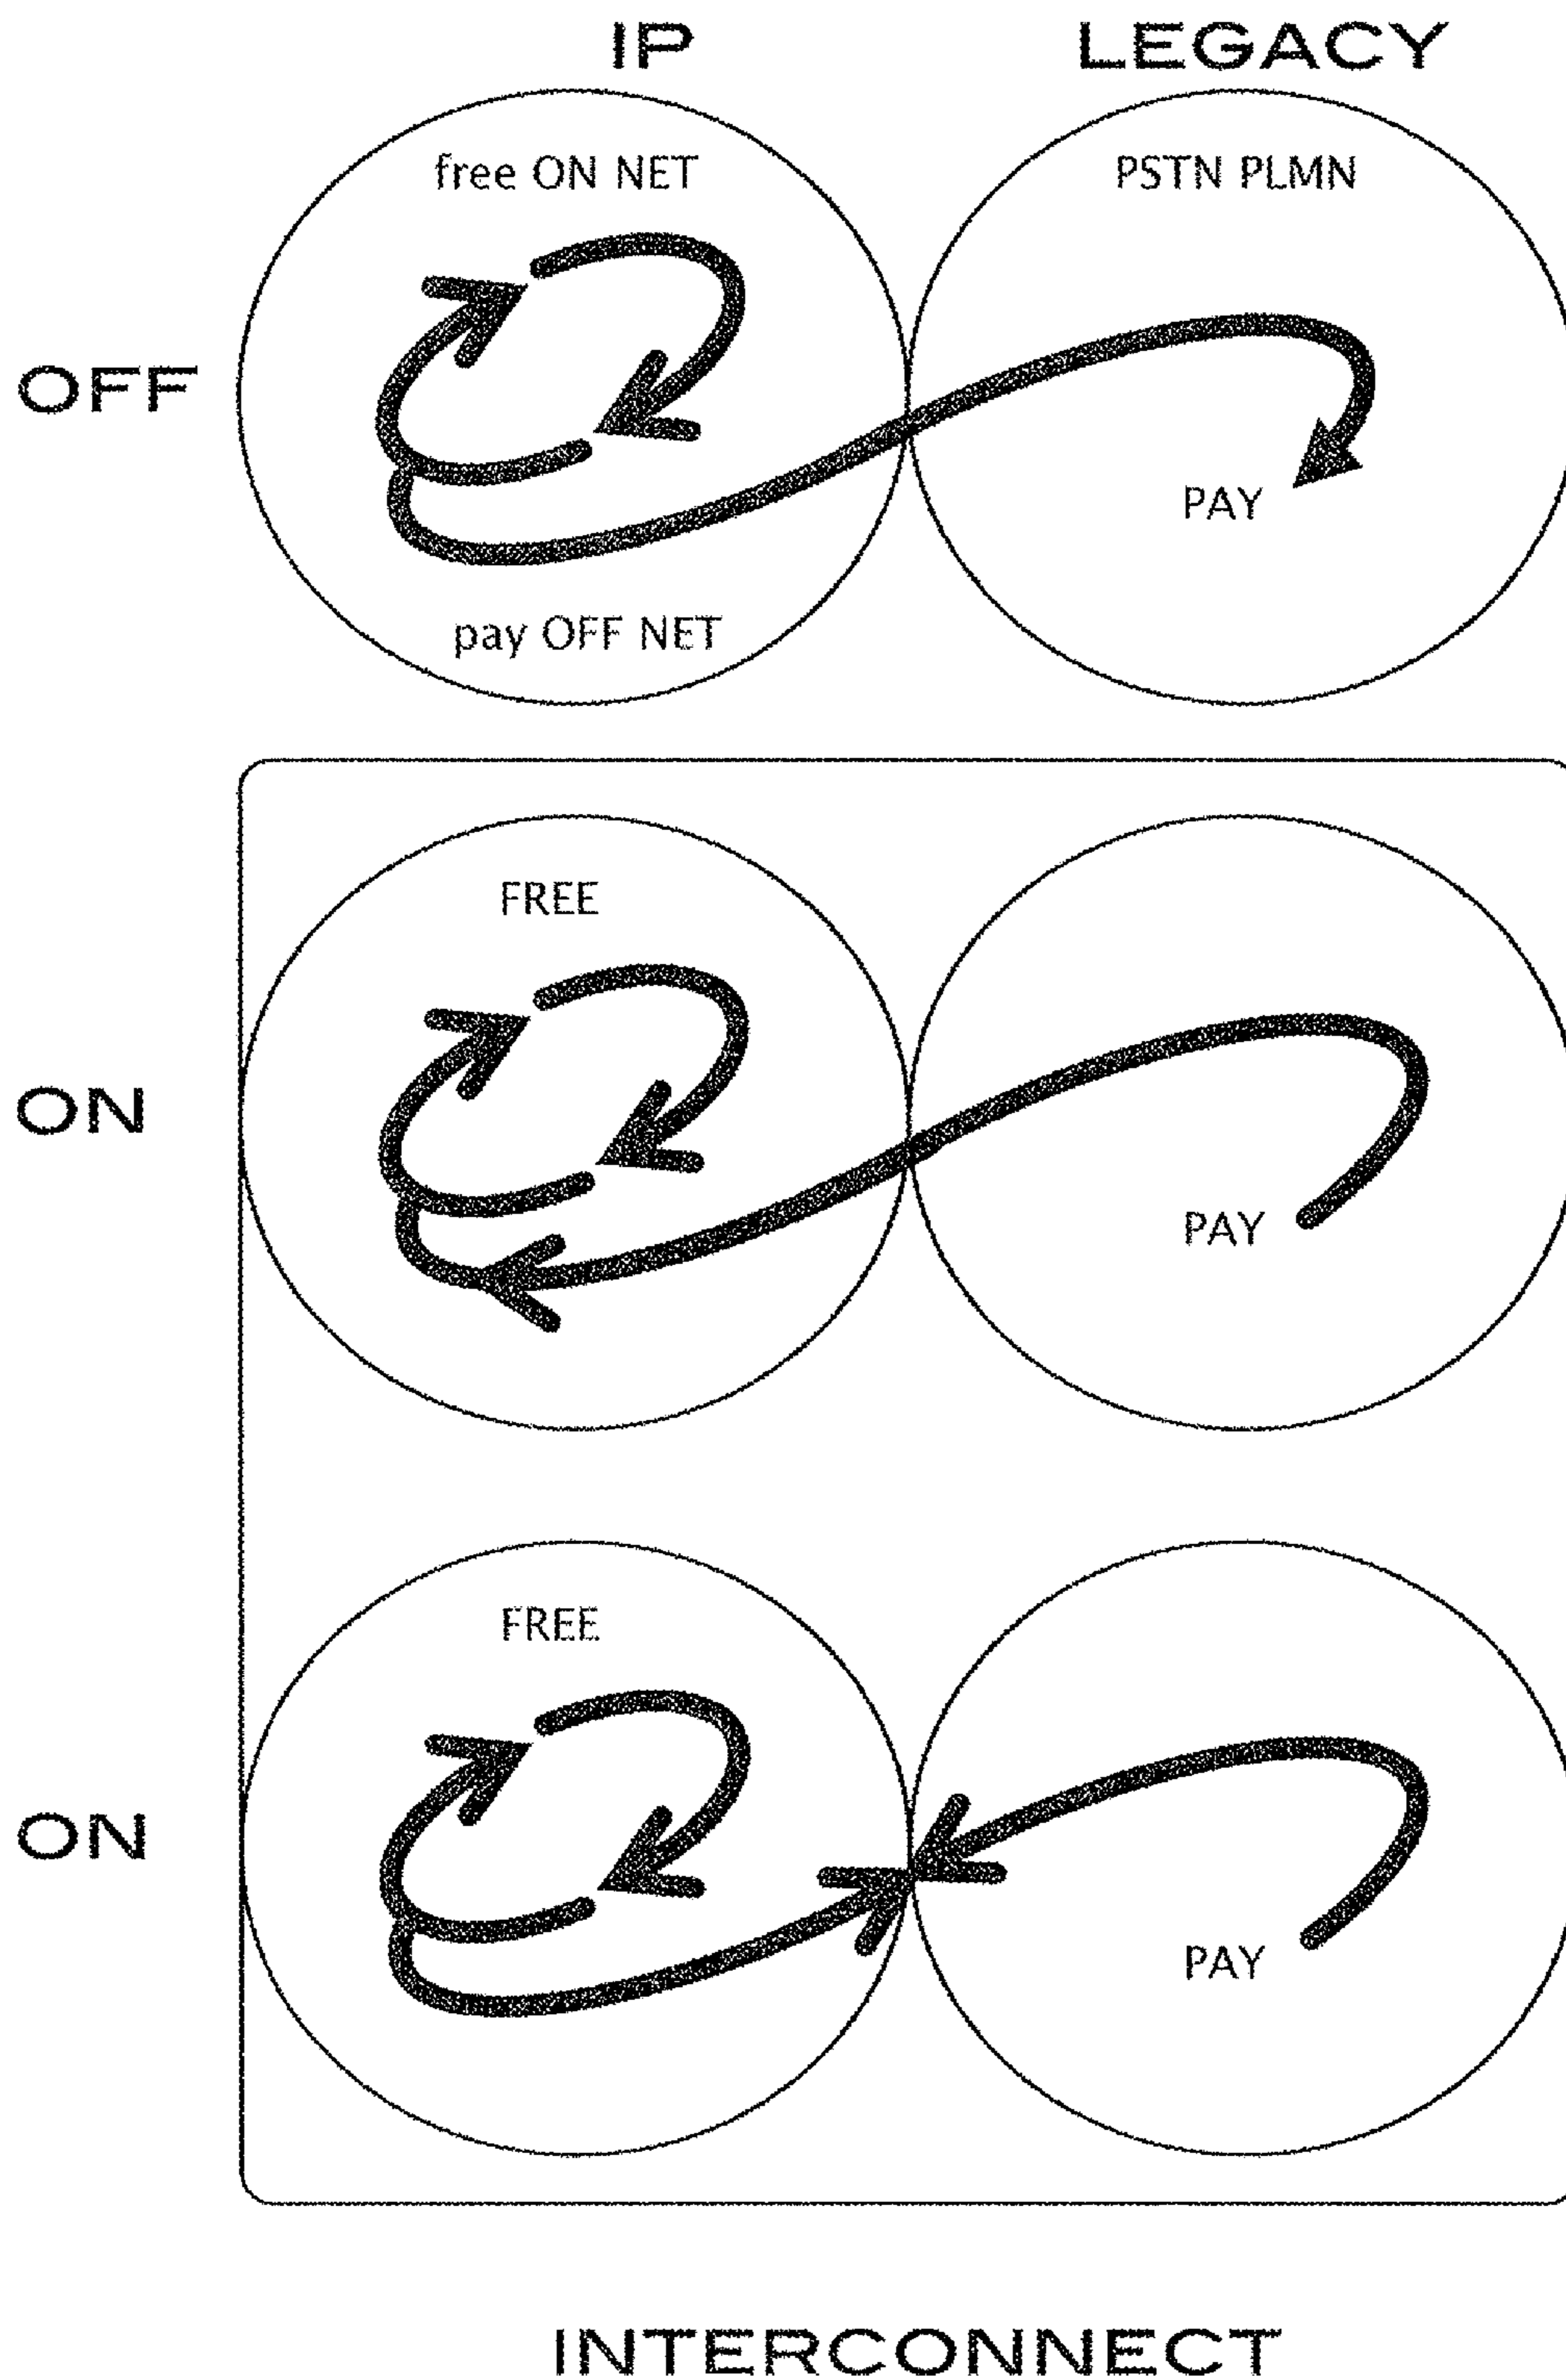 IP LEGACY
free ON NET PSTN PLMN
OFF
PAY
pay OFF NET
FREE
ON
PAY
FREE
ON
PAY
INTERCONNECT